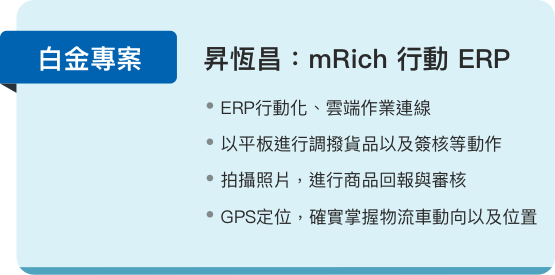 白金專案
昇恆昌：mRich 行動 ERP
• ERP行動化、雲端作業連線
• 以平板進行調撥貨品以及簽核等動作
• 拍攝照片，進行商品回報與審核
• GPS定位，確實掌握物流車動向以及位置